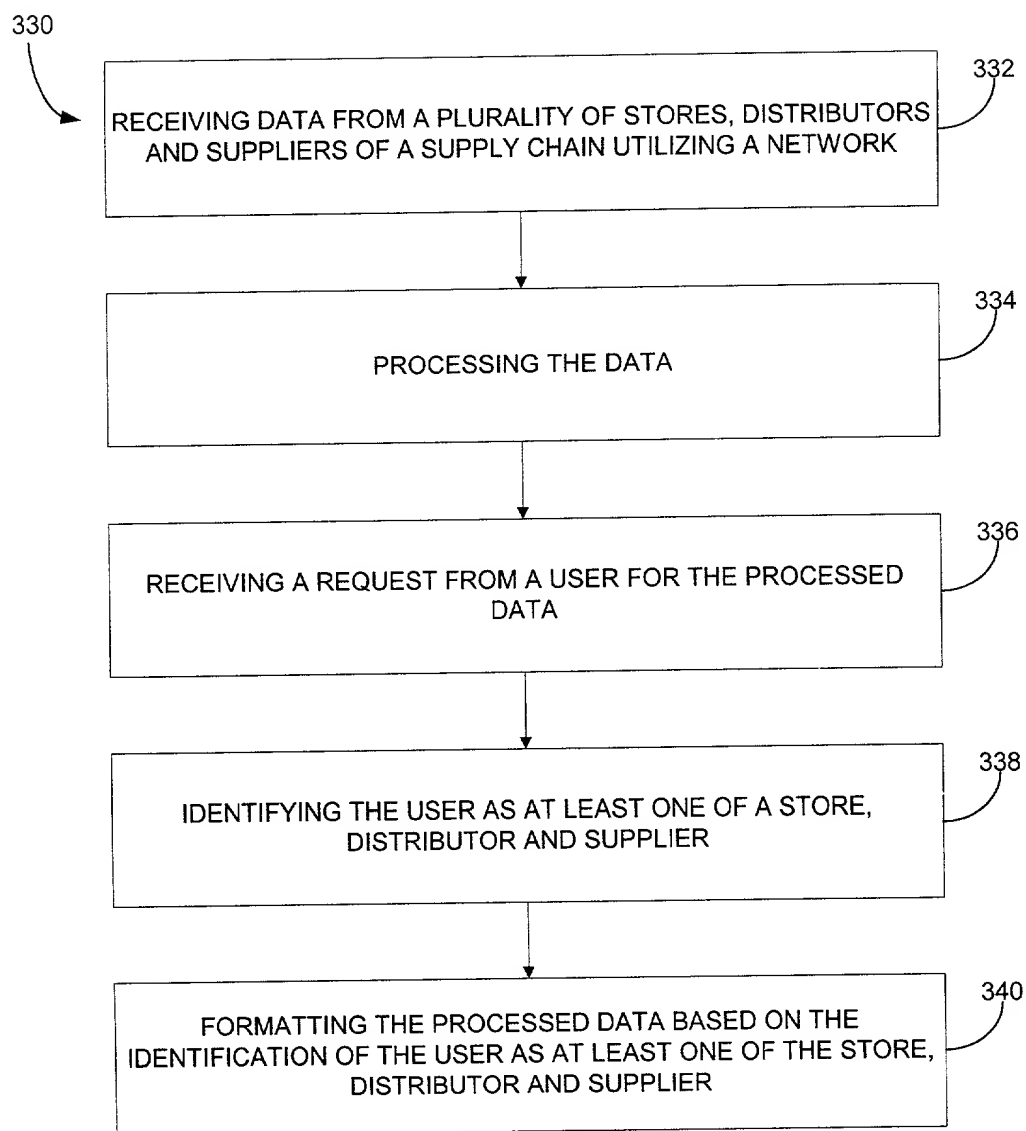 330
332
RECEIVING DATA FROM A PLURALITY OF STORES, DISTRIBUTORS
AND SUPPLIERS OF A SUPPLY CHAIN UTILIZING A NETWORK
334
PROCESSING THE DATA
336
RECEIVING A REQUEST FROM A USER FOR THE PROCESSED
DATA
338
IDENTIFYING THE USER AS AT LEAST ONE OF A STORE,
DISTRIBUTOR AND SUPPLIER
340
FORMATTING THE PROCESSED DATA BASED ON THE
IDENTIFICATION OF THE USER AS AT LEAST ONE OF THE STORE,
DISTRIBUTOR AND SUPPLIER